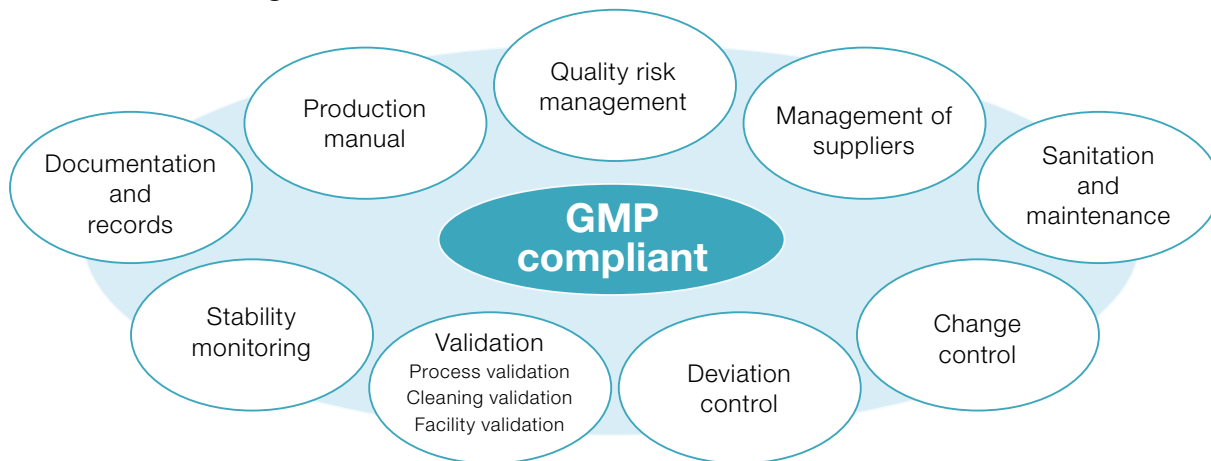 Quality risk
management
Production
manual
Management of
suppliers
Documentation
and
records
Sanitation
and
maintenance
GMP
compliant
Stability
monitoring
Validation
Process validation
Cleaning validation
Facility validation
Deviation
control
Change
control